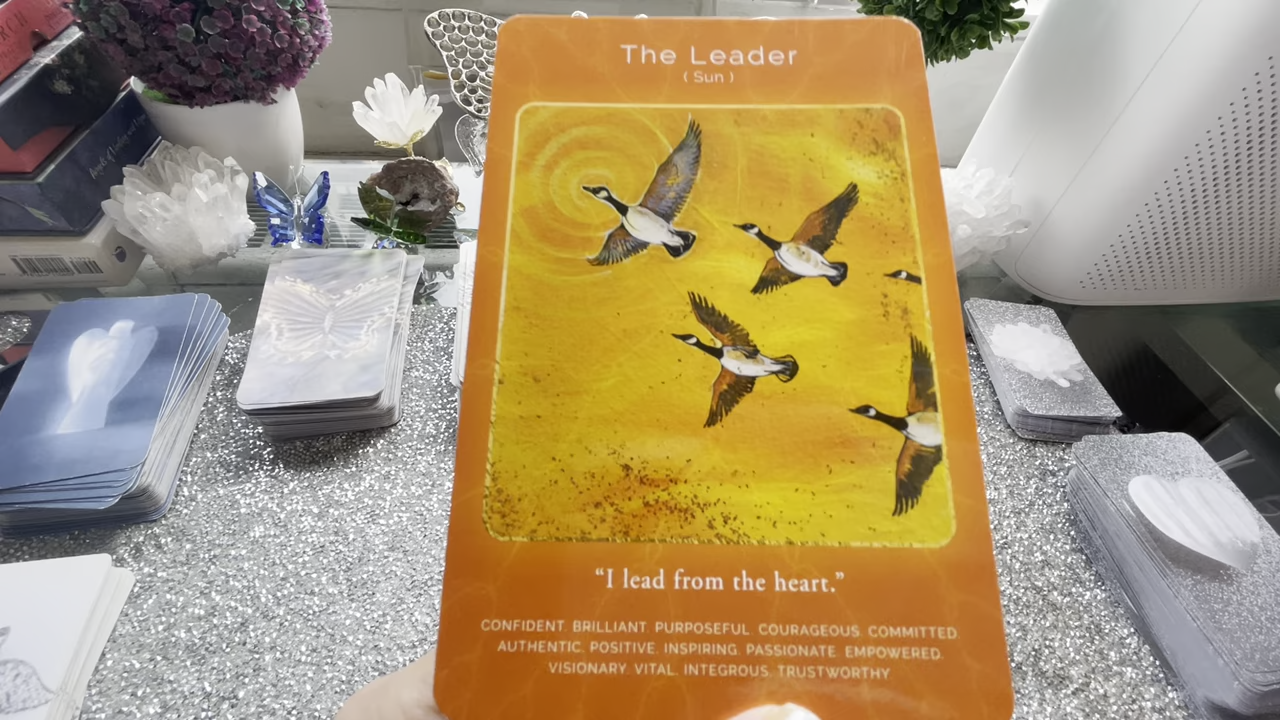 The Leader
( Sun )
“I lead from the heart.”
CONFIDENT. BRILLIANT. PURPOSEFUL. COURAGEOUS. COMMITTED.
AUTHENTIC. POSITIVE. INSPIRING. PASSIONATE. EMPOWERED.
VISIONARY. VITAL. INTEGROUS. TRUSTWORTHY